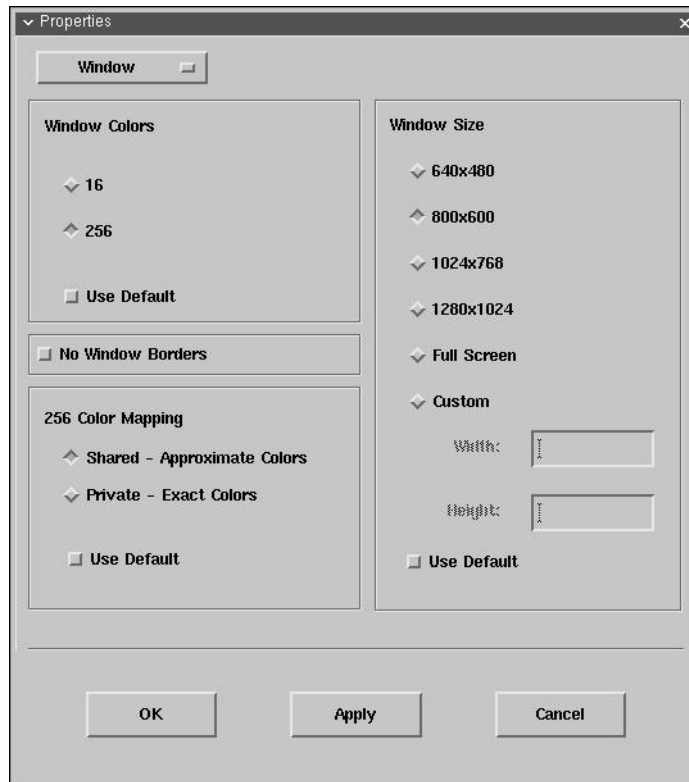 Properties
Window
Window Colors
16
256
Use Default
No Window Borders
256 Color Mapping
Shared - Approximate Colors
Private - Exact Colors
Use Default
Window Size
640x480
800x600
1024x768
1280x1024
Full Screen
Custom
Width:
Height:
Use Default
OK
Apply
Cancel